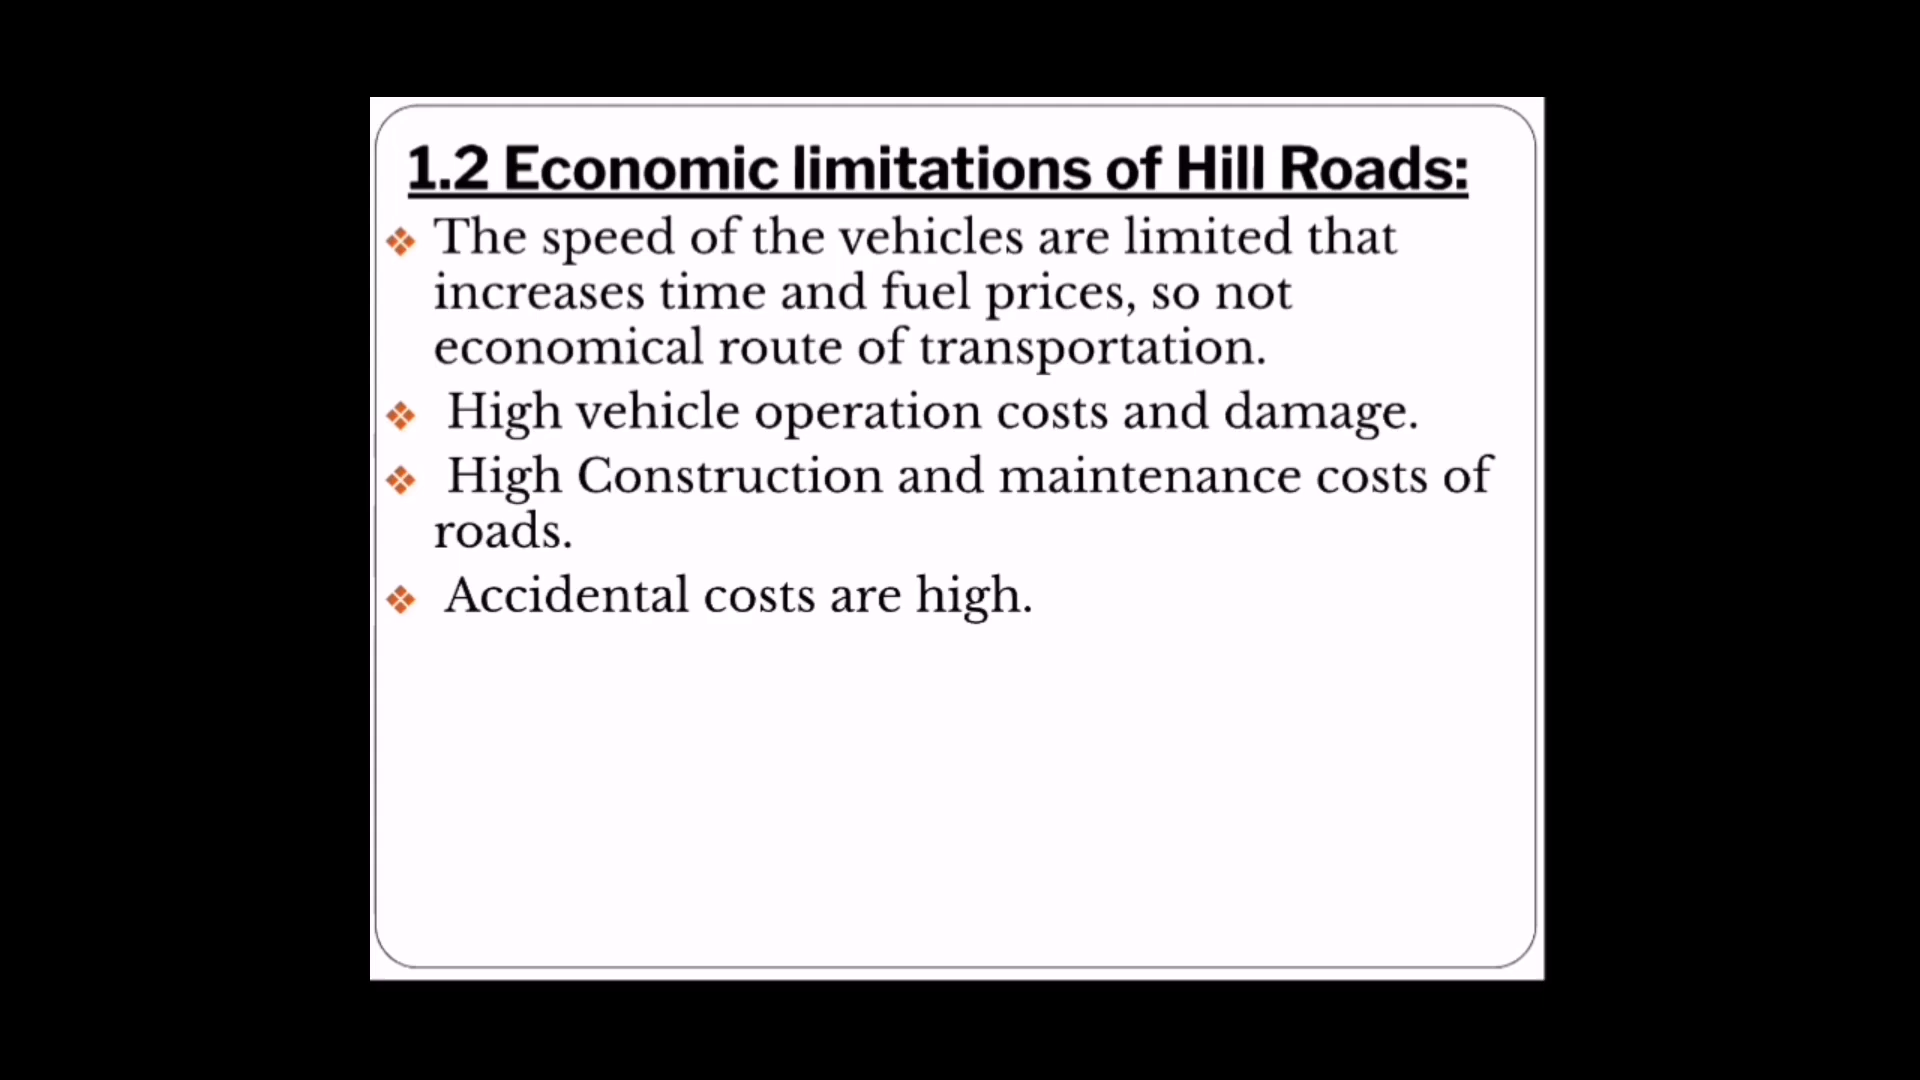 1.2 Economic limitations of Hill Roads:
The speed of the vehicles are limited that
increases time and fuel prices, so not
economical route of transportation.
High vehicle operation costs and damage.
High Construction and maintenance costs of
roads.
Accidental costs are high.